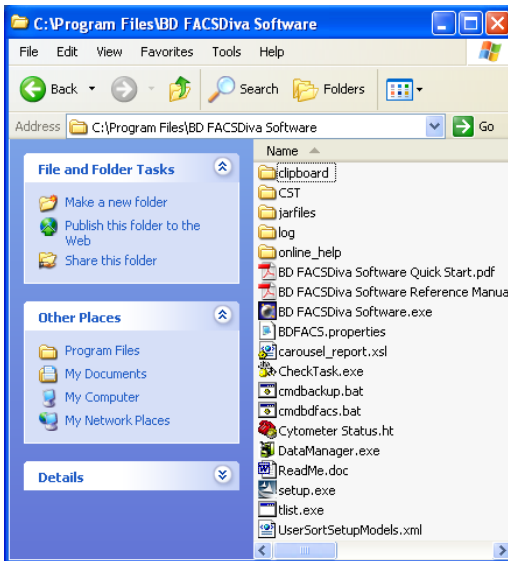 C:\Program Files\BD FACSDiva Software
File Edit View Favorites Tools Help
Back Search Folders
Address C:\Program Files\BD FACSDiva Software Go
Name
File and Folder Tasks
Make a new folder
Publish this folder to the
Web
Share this folder
Other Places
Program Files
My Documents
My Computer
My Network Places
Details
clipboard
CST
jarfiles
log
online_help
BD FACSDiva Software Quick Start.pdf
BD FACSDiva Software Reference Manua
BD FACSDiva Software.exe
BDFACS.properties
carousel_report.xsl
CheckTask.exe
cmdbackup.bat
cmdbdfacs.bat
Cytometer Status.ht
DataManager.exe
ReadMe.doc
setup.exe
tlist.exe
UserSortSetupModels.xml